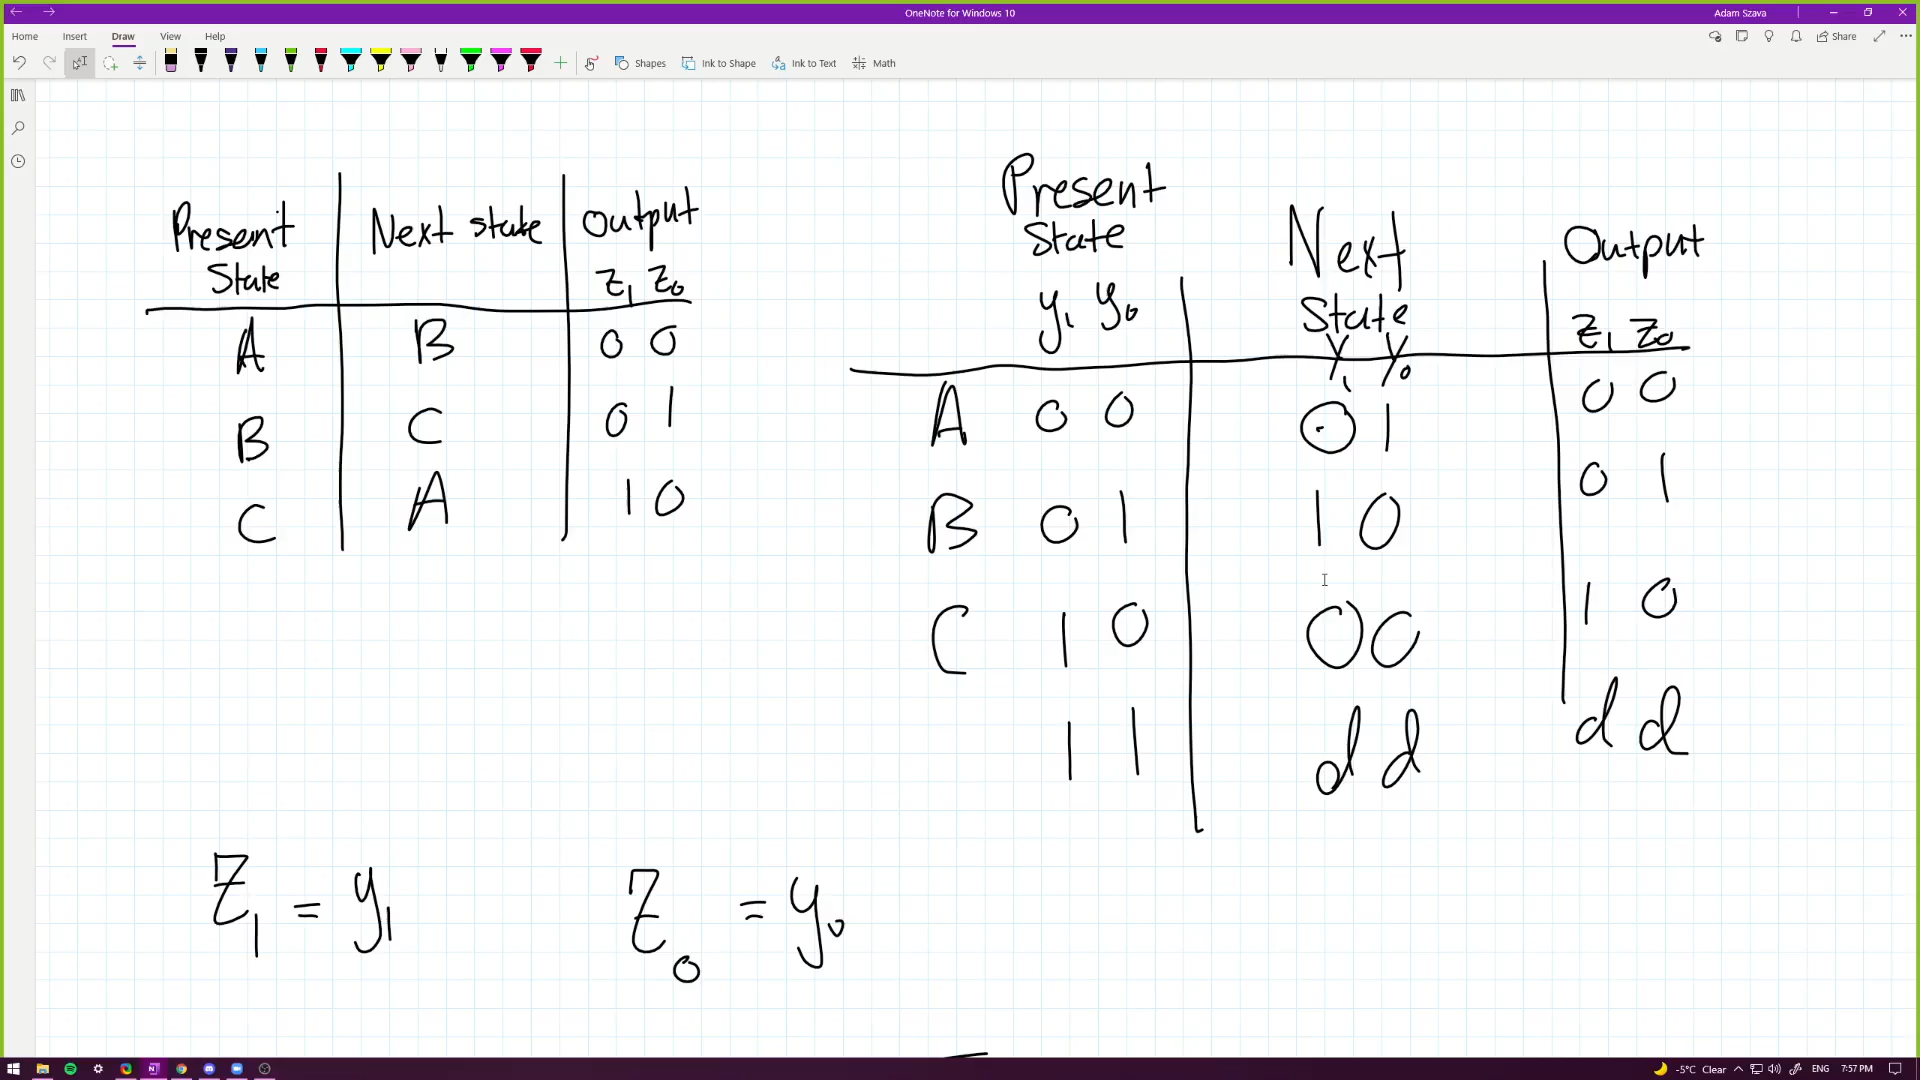 OneNote for Windows 10
Adam Szava
Home Insert Draw View Help
Share
Shapes Ink to Shape Ink to Text Math
Present State Next state Output
z₁ z₀
A B 0 0
B C 0 1
C A 1 0
Present State Next State Output
y₁ y₀ Y₁ Y₀ z₁ z₀
A 0 0 0 1 0 0
B 0 1 1 0 0 1
C 1 0 0 0 1 0
1 1 d d d d
Z₁ = y₁ Z₀ = y₀
-5°C Clear ENG 7:57 PM